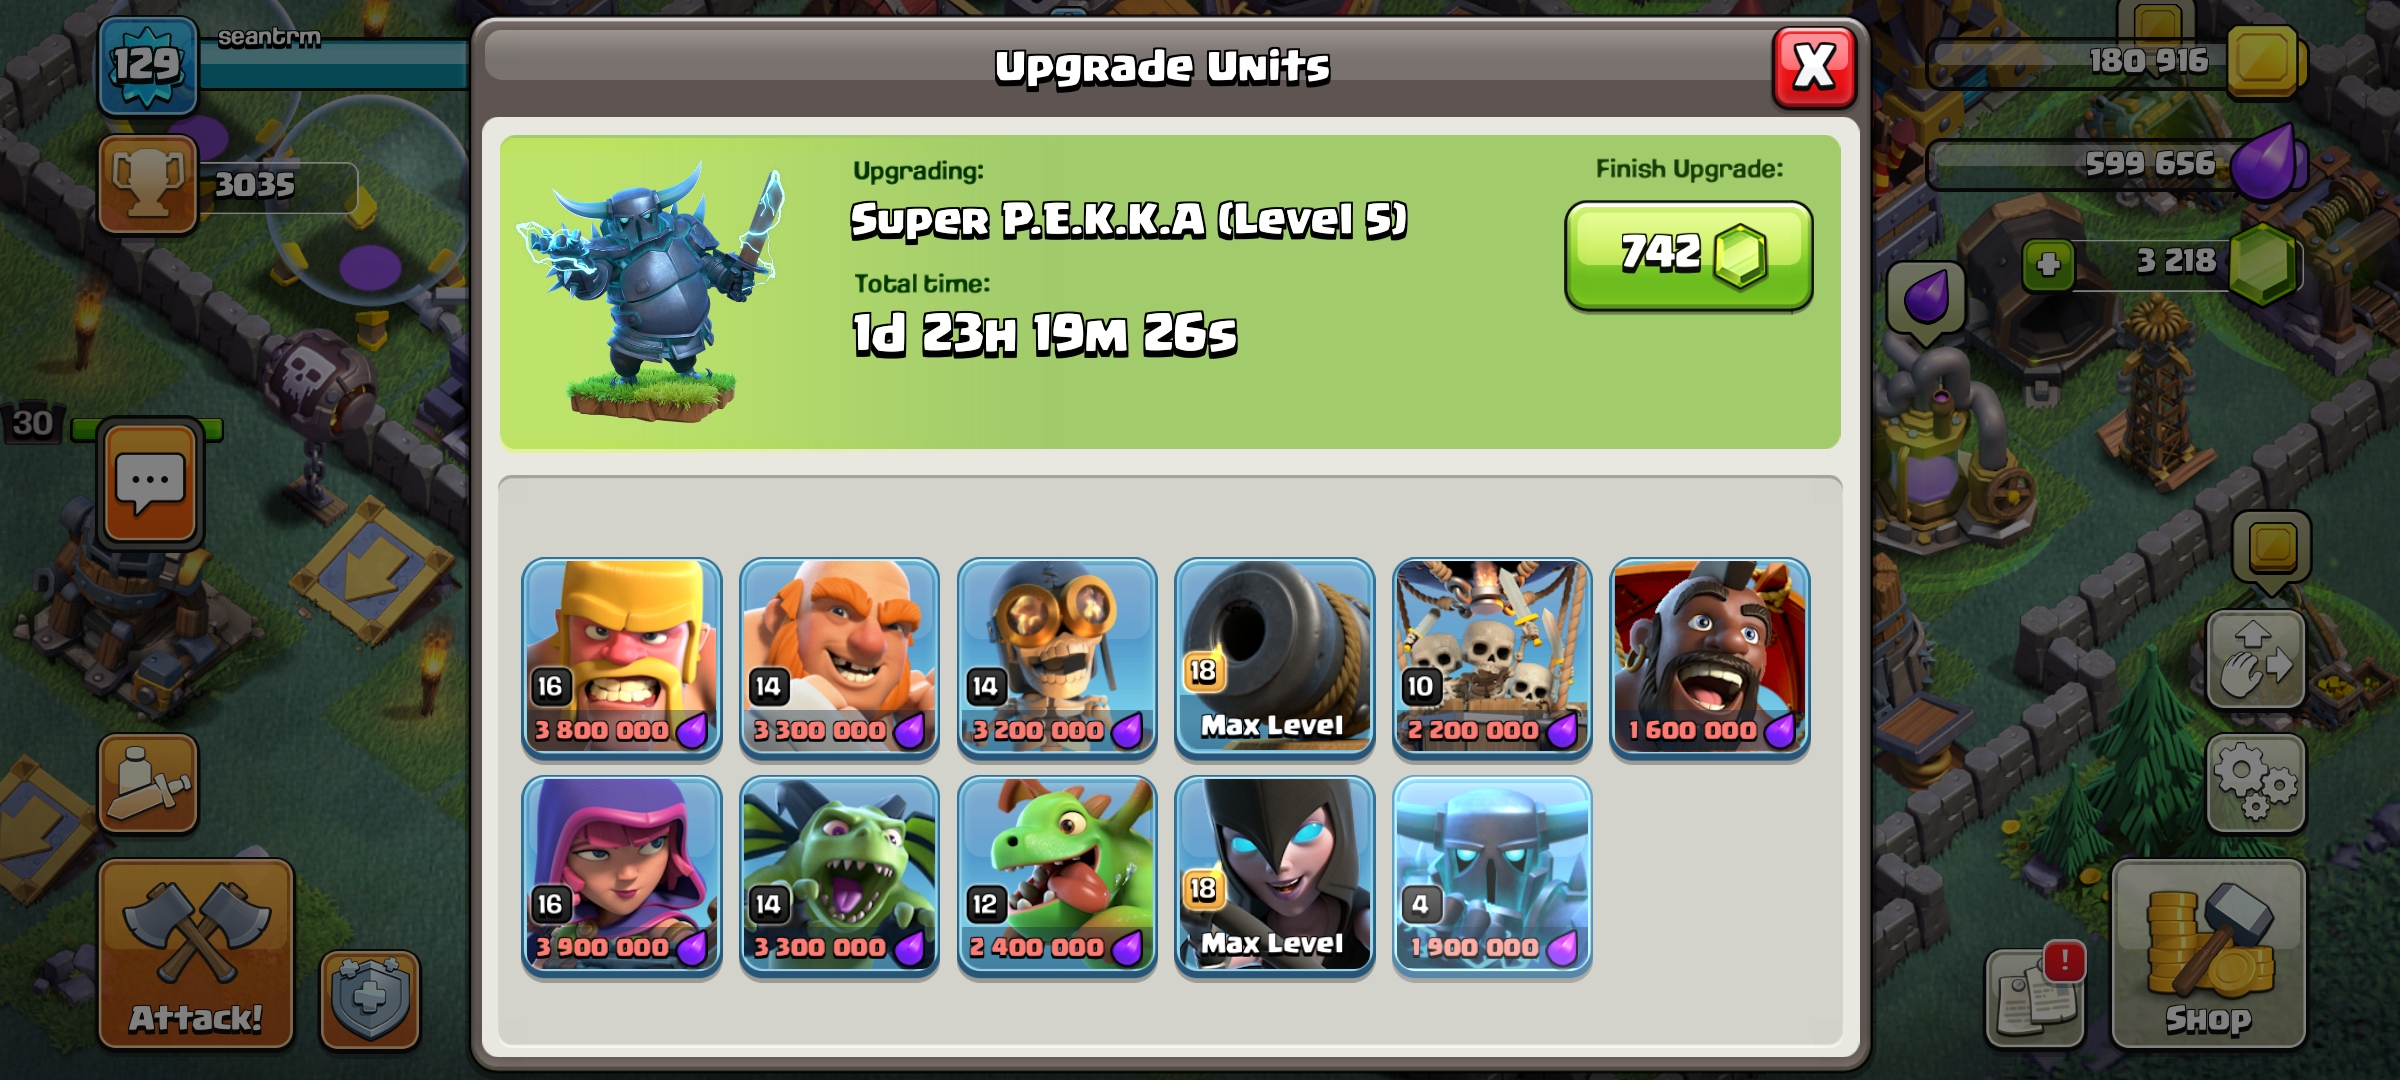 seantrm
129
3035
30
Attack!
Upgrade Units
X
Upgrading:
Super P.E.K.K.A (Level 5)
Total time:
1d 23H 19M 26s
Finish Upgrade:
742
16
3 800 000
14
3 300 000
14
3 200 000
18
Max Level
10
2 200 000
1 600 000
16
3 900 000
14
3 300 000
12
2 400 000
18
Max Level
4
1 900 000
180 916
599 656
3 218
!
Shop